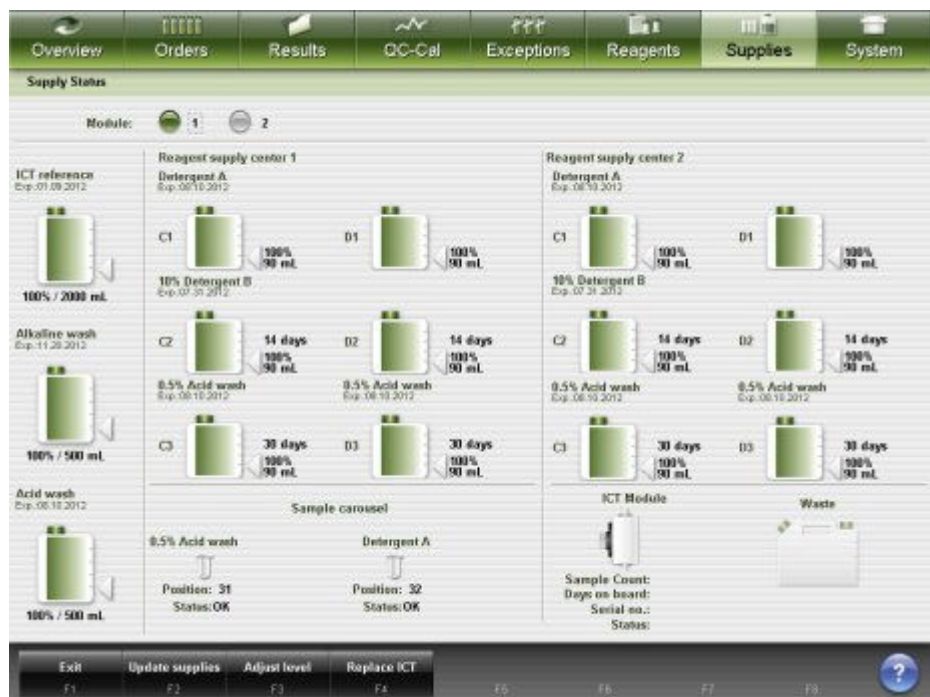 Overview Orders Results QC-Cal Exceptions Reagents Supplies System
Supply Status
Module: 1 2
ICT reference
Exp.:01.09.2012
100% / 2000 mL
Alkaline wash
Exp.:11.28.2012
100% / 500 mL
Acid wash
Exp.:08.10.2012
100% / 500 mL
Reagent supply center 1
Detergent A
Exp.:08.10.2012
C1 100% 90 mL
D1 100% 90 mL
10% Detergent B
Exp.:07.31.2012
C2 14 days 100% 90 mL
D2 14 days 100% 90 mL
0.5% Acid wash
Exp.:08.10.2012
0.5% Acid wash
Exp.:08.10.2012
C3 30 days 100% 90 mL
D3 30 days 100% 90 mL
Reagent supply center 2
Detergent A
Exp.:08.10.2012
C1 100% 90 mL
D1 100% 90 mL
10% Detergent B
Exp.:07.31.2012
C2 14 days 100% 90 mL
D2 14 days 100% 90 mL
0.5% Acid wash
Exp.:08.10.2012
0.5% Acid wash
Exp.:08.10.2012
C3 30 days 100% 90 mL
D3 30 days 100% 90 mL
Sample carousel
0.5% Acid wash
Position: 31
Status:OK
Detergent A
Position: 32
Status:OK
ICT Module
Sample Count:
Days on board:
Serial no.:
Status:
Waste
Exit Update supplies Adjust level Replace ICT
F1 F2 F3 F4 F5 F6 F7 F8
?